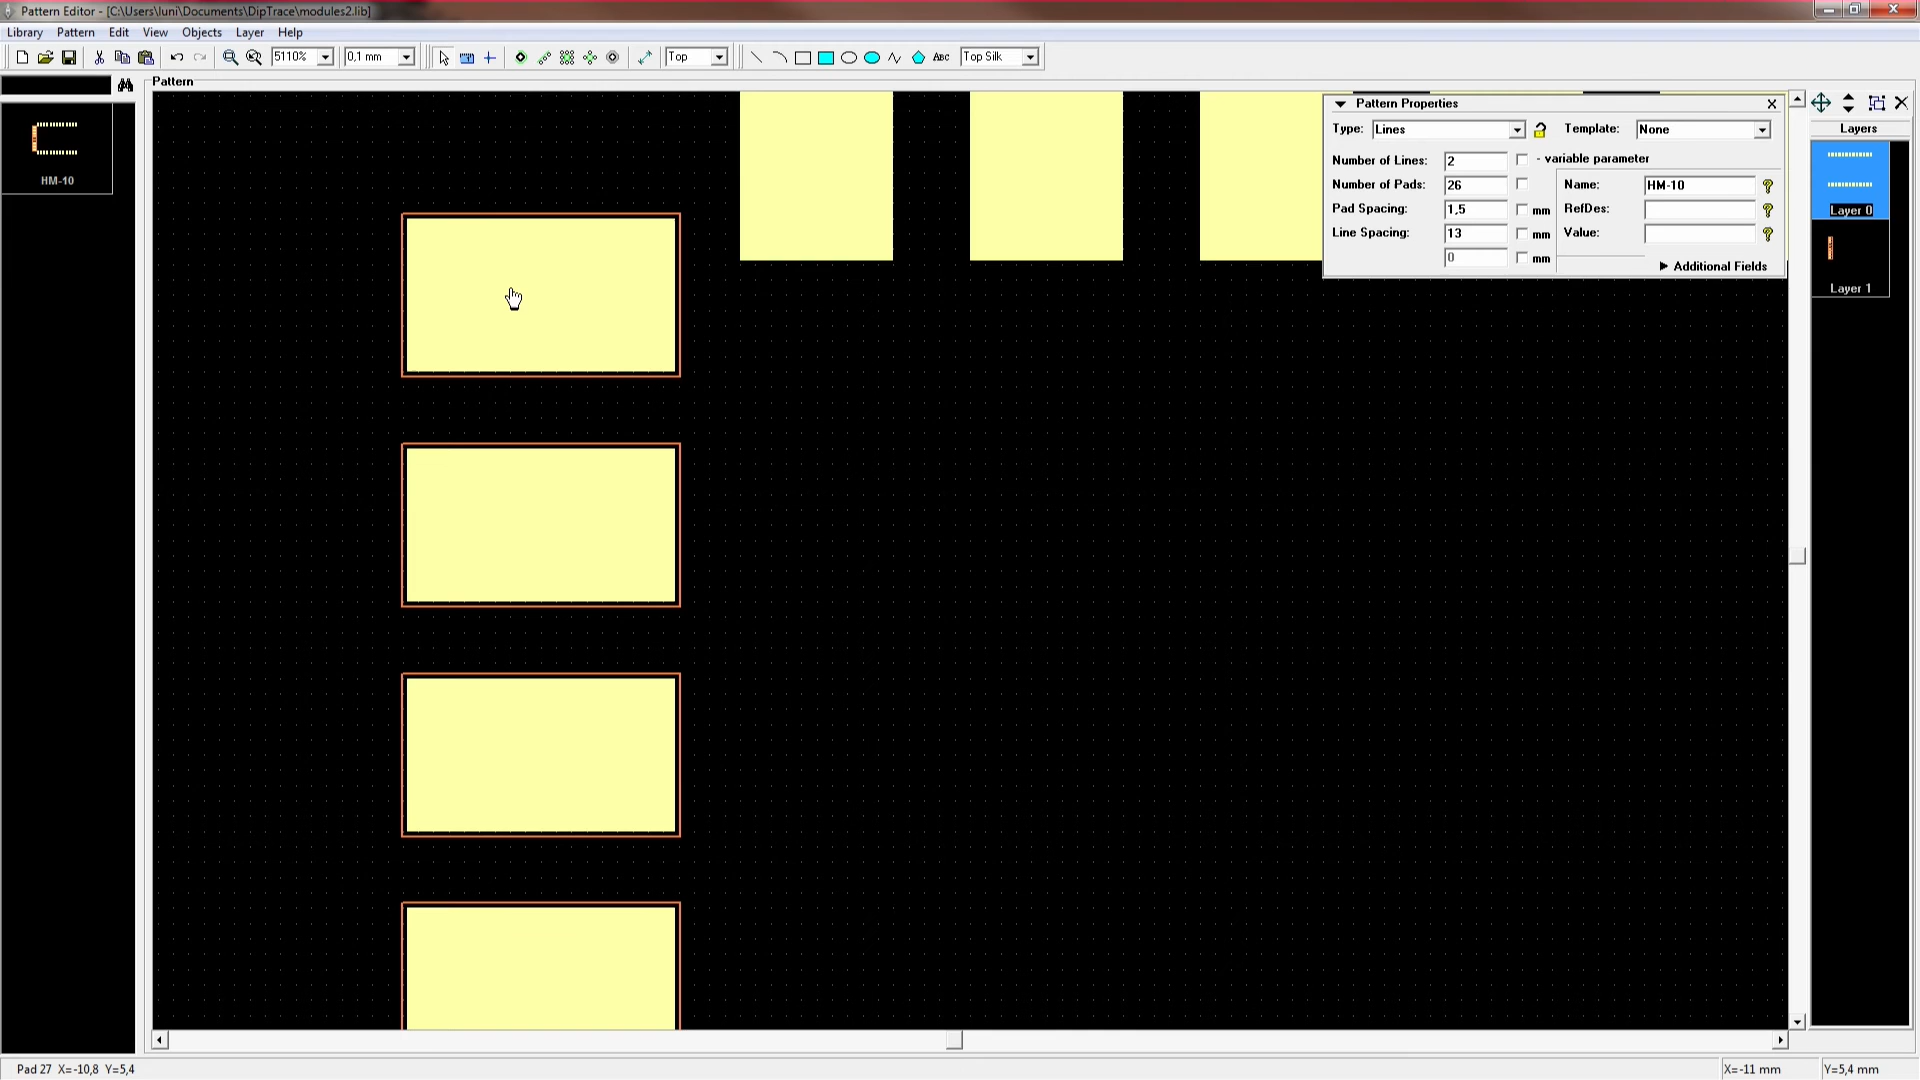 Pattern Editor - [C:\Users\luni\Documents\DipTrace\modules2.lib]
Library Pattern Edit View Objects Layer Help
5110% 0,1 mm Top Abc Top Silk
Pattern
HM-10
Pattern Properties
Type: Lines Template: None
Number of Lines: 2 - variable parameter
Number of Pads: 26 Name: HM-10
Pad Spacing: 1,5 mm RefDes:
Line Spacing: 13 mm Value:
0 mm Additional Fields
Layers
Layer 0
Layer 1
Pad 27 X=-10,8 Y=5,4 X=-11 mm Y=5,4 mm